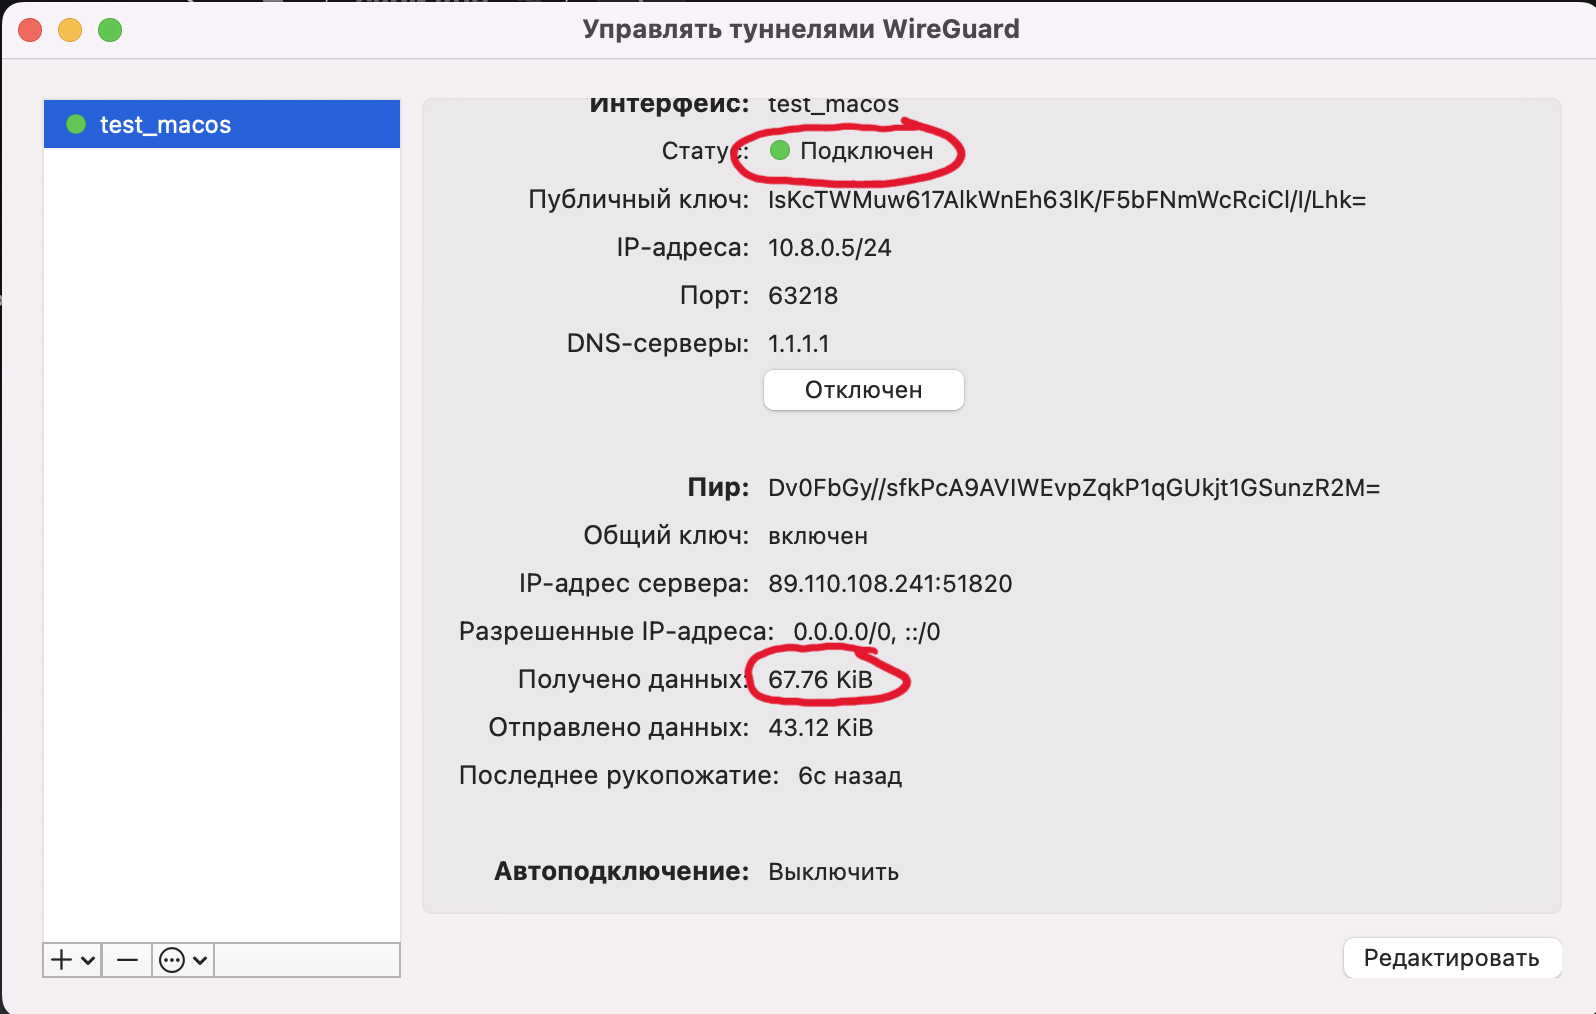 Управлять туннелями WireGuard
test_macos
Интерфейс: test_macos
Статус: Подключен
Публичный ключ: IsKcTWMuw617AlkWnEh63lK/F5bFNmWcRciCl/I/Lhk=
IP-адреса: 10.8.0.5/24
Порт: 63218
DNS-серверы: 1.1.1.1
Отключен
Пир: Dv0FbGy//sfkPcA9AVIWEvpZqkP1qGUkjt1GSunzR2M=
Общий ключ: включен
IP-адрес сервера: 89.110.108.241:51820
Разрешенные IP-адреса: 0.0.0.0/0, ::/0
Получено данных: 67.76 KiB
Отправлено данных: 43.12 KiB
Последнее рукопожатие: 6с назад
Автоподключение: Выключить
Редактировать